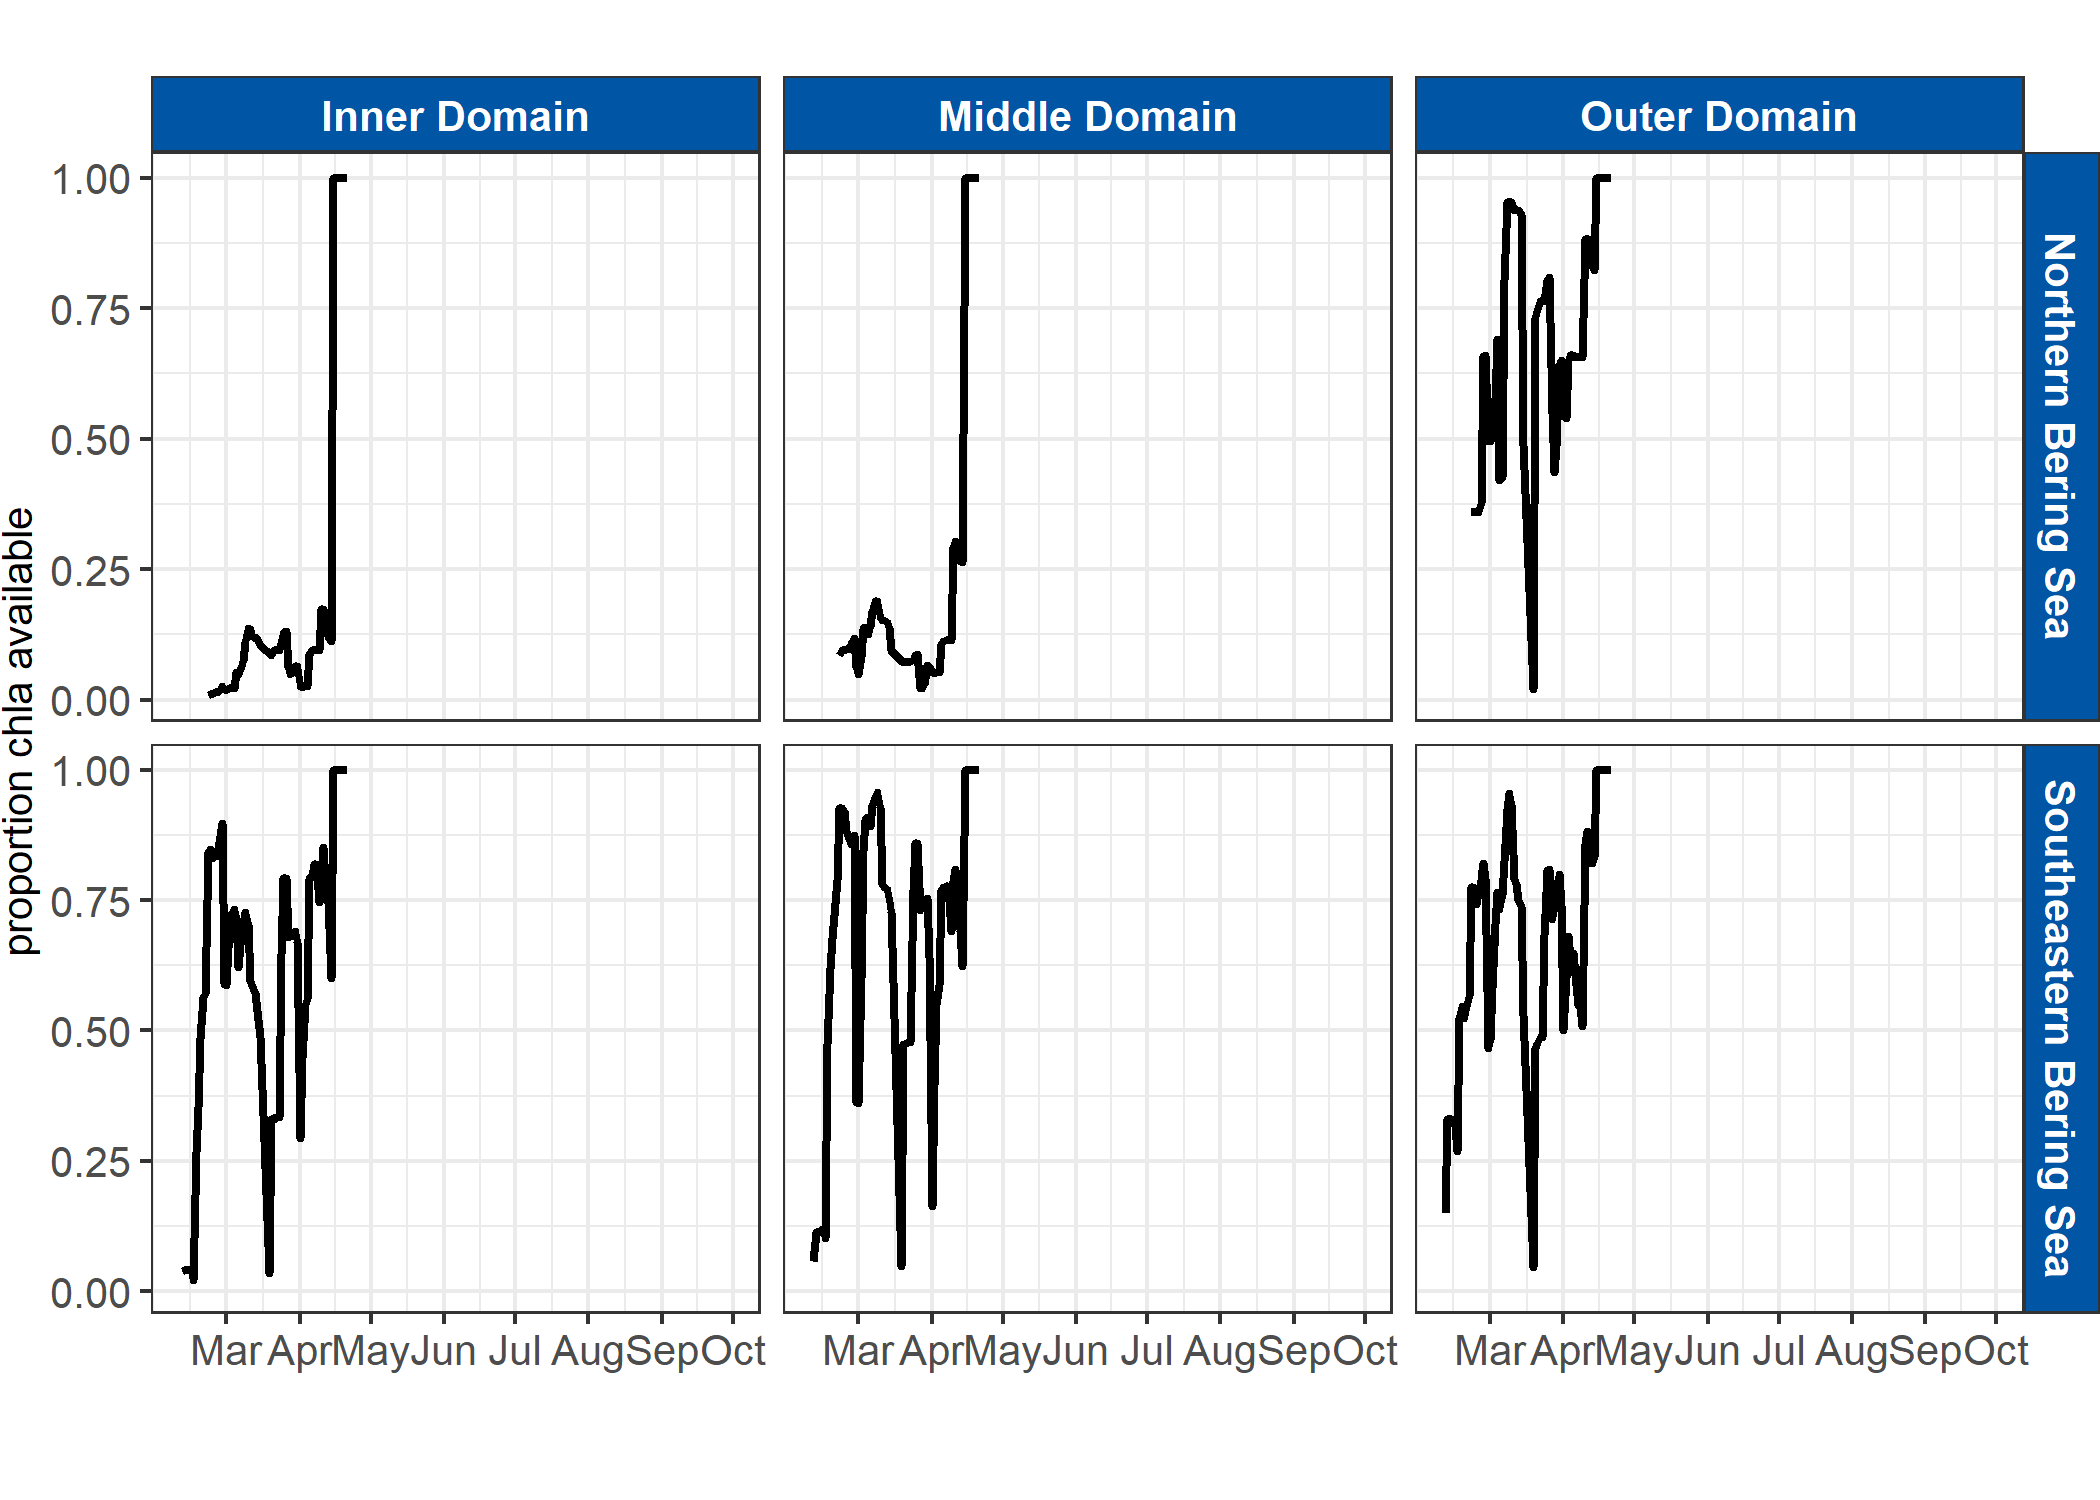 Inner Domain
Middle Domain
Outer Domain
1.00
0.75
0.50
0.25
0.00
Northern Bering Sea
proportion chla available
1.00
0.75
0.50
0.25
0.00
Southeastern Bering Sea
Mar Apr May Jun Jul Aug Sep Oct
Mar Apr May Jun Jul Aug Sep Oct
Mar Apr May Jun Jul Aug Sep Oct